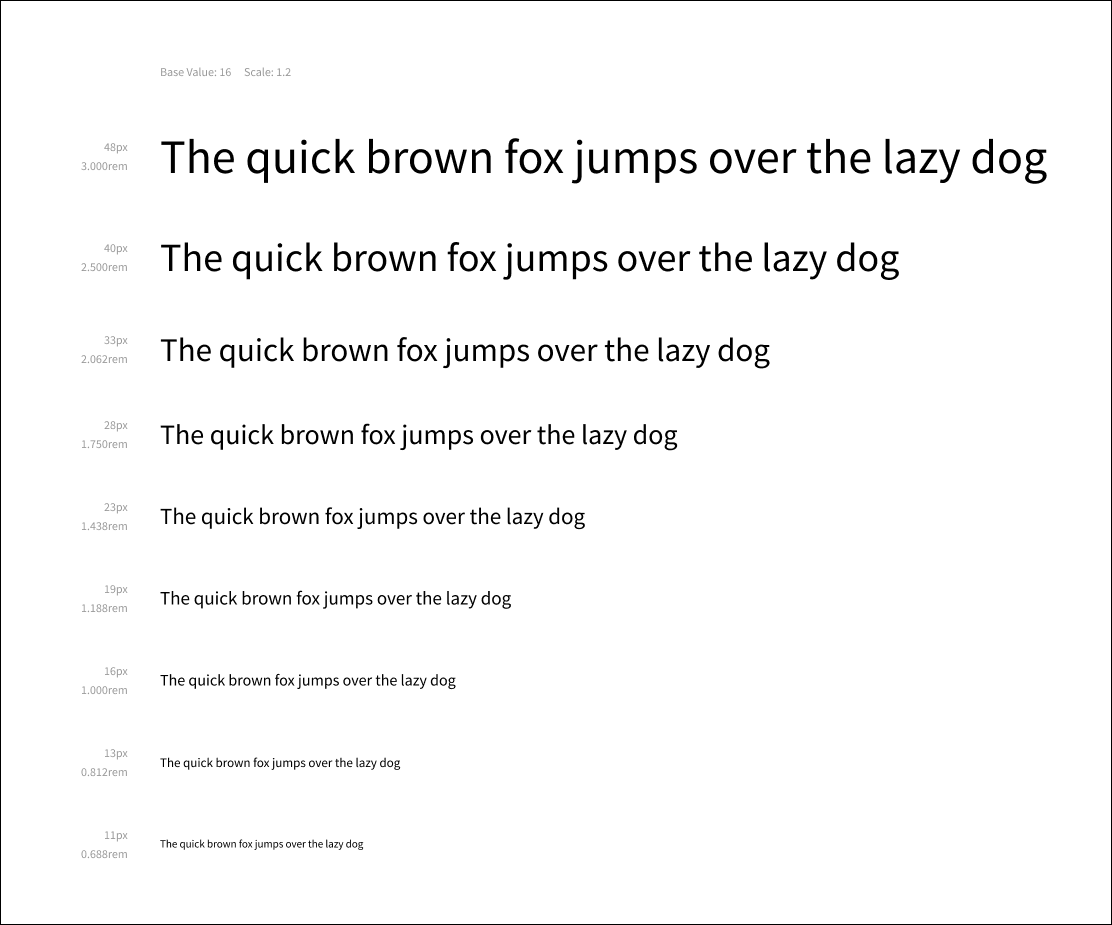 Base Value: 16 Scale: 1.2
48px
3.000rem
The quick brown fox jumps over the lazy dog
40px
2.500rem
The quick brown fox jumps over the lazy dog
33px
2.062rem
The quick brown fox jumps over the lazy dog
28px
1.750rem
The quick brown fox jumps over the lazy dog
23px
1.438rem
The quick brown fox jumps over the lazy dog
19px
1.188rem
The quick brown fox jumps over the lazy dog
16px
1.000rem
The quick brown fox jumps over the lazy dog
13px
0.812rem
The quick brown fox jumps over the lazy dog
11px
0.688rem
The quick brown fox jumps over the lazy dog